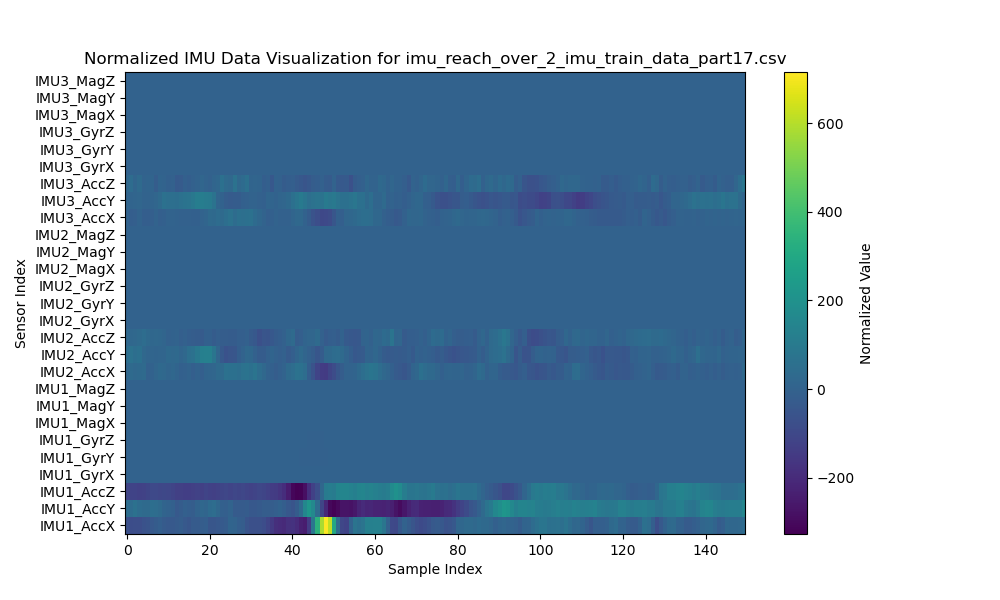 Normalized IMU Data Visualization for imu_reach_over_2_imu_train_data_part17.csv
IMU3_MagZ
IMU3_MagY
IMU3_MagX
IMU3_GyrZ
IMU3_GyrY
IMU3_GyrX
IMU3_AccZ
IMU3_AccY
IMU3_AccX
IMU2_MagZ
IMU2_MagY
IMU2_MagX
IMU2_GyrZ
IMU2_GyrY
IMU2_GyrX
IMU2_AccZ
IMU2_AccY
IMU2_AccX
IMU1_MagZ
IMU1_MagY
IMU1_MagX
IMU1_GyrZ
IMU1_GyrY
IMU1_GyrX
IMU1_AccZ
IMU1_AccY
IMU1_AccX
Sensor Index
0 20 40 60 80 100 120 140
Sample Index
600
400
200
0
−200
Normalized Value